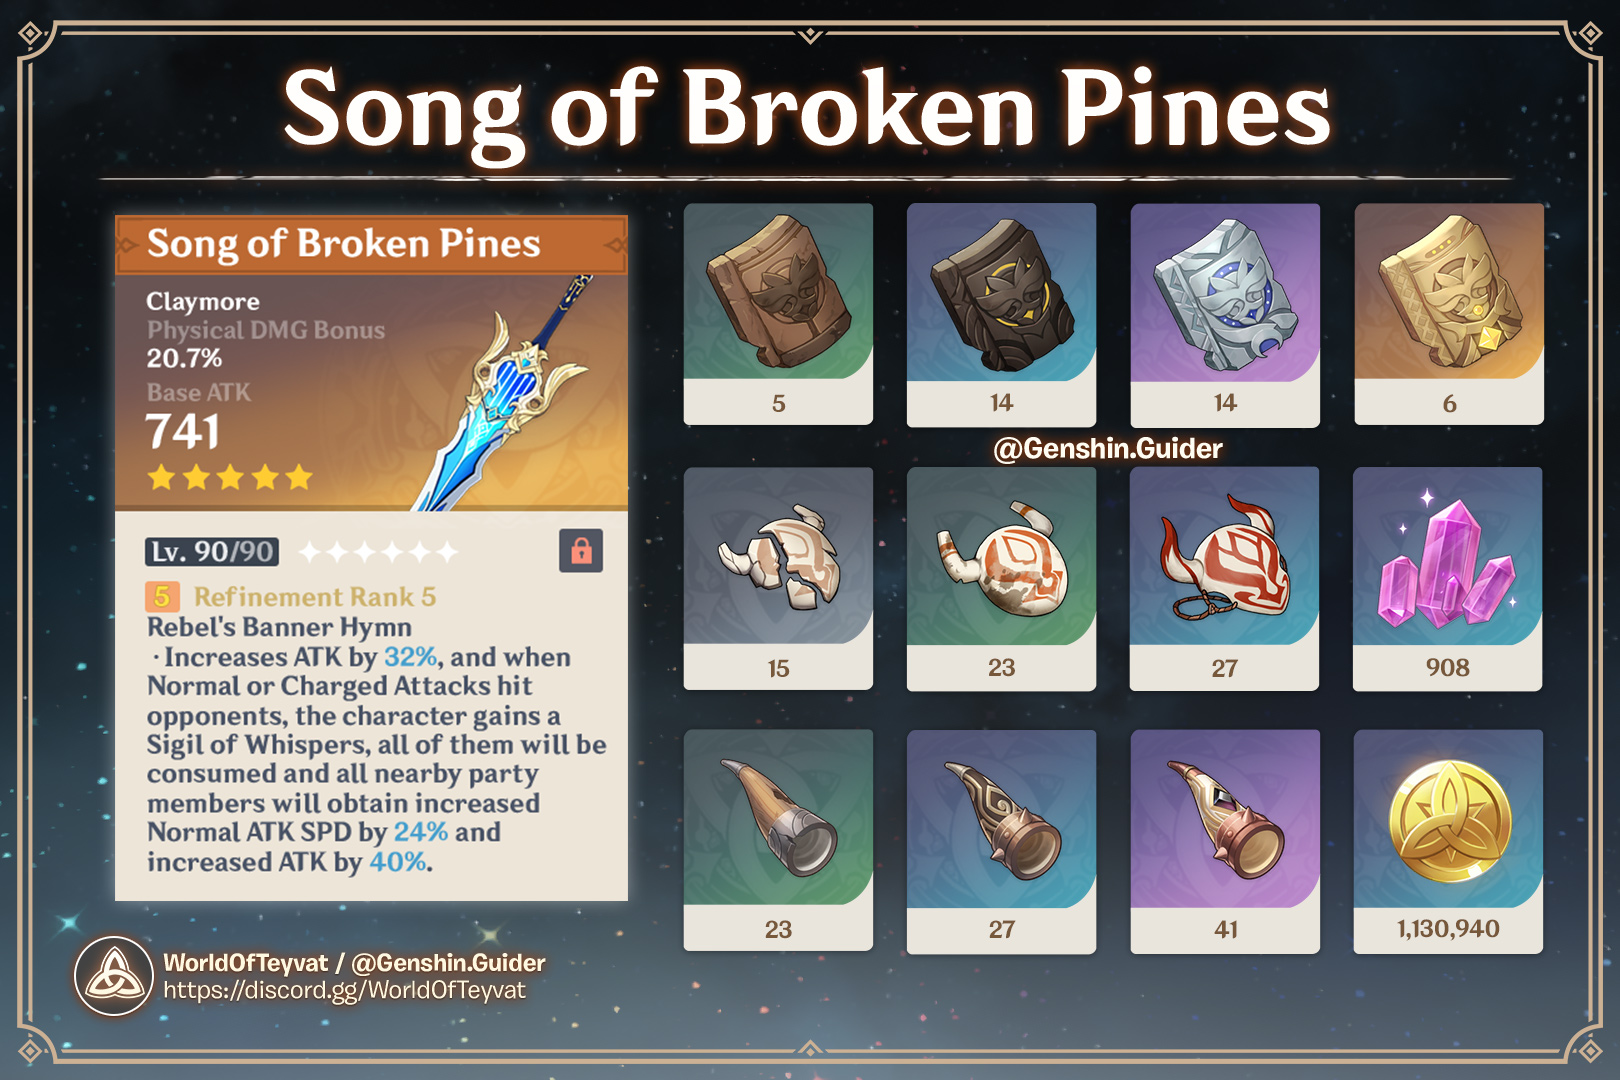 Song of Broken Pines
Song of Broken Pines
Claymore
Physical DMG Bonus
20.7%
Base ATK
741
Lv. 90/90
5 Refinement Rank 5
Rebel's Banner Hymn
· Increases ATK by 32%, and when
Normal or Charged Attacks hit
opponents, the character gains a
Sigil of Whispers, all of them will be
consumed and all nearby party
members will obtain increased
Normal ATK SPD by 24% and
increased ATK by 40%.
5
14
14
6
@Genshin.Guider
15
23
27
908
23
27
41
1,130,940
WorldOfTeyvat / @Genshin.Guider
https://discord.gg/WorldOfTeyvat